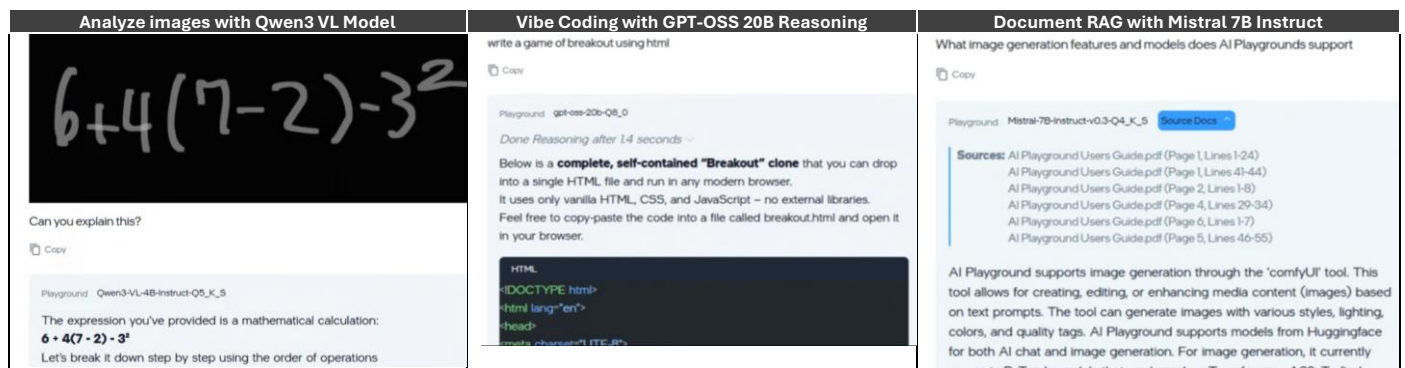 Analyze images with Qwen3 VL Model
6+4(7-2)-3²
Can you explain this?
Copy
Playground Qwen3-VL-4B-Instruct-Q5_K_S
The expression you've provided is a mathematical calculation:
6 + 4(7 - 2) - 3²
Let's break it down step by step using the order of operations
Vibe Coding with GPT-OSS 20B Reasoning
write a game of breakout using html
Copy
Playground gpt-oss-20b-Q8_0
Done Reasoning after 1.4 seconds
Below is a complete, self-contained "Breakout" clone that you can drop
into a single HTML file and run in any modern browser.
It uses only vanilla HTML, CSS, and JavaScript – no external libraries.
Feel free to copy-paste the code into a file called breakout.html and open it
in your browser.
HTML
<!DOCTYPE html>
<html lang="en">
<head>
<meta charset="UTF-8">
Document RAG with Mistral 7B Instruct
What image generation features and models does AI Playgrounds support
Copy
Playground Mistral-7B-Instruct-v0.3-Q4_K_S Source Docs
Sources: AI Playground Users Guide.pdf (Page 1, Lines 1-24)
AI Playground Users Guide.pdf (Page 1, Lines 41-44)
AI Playground Users Guide.pdf (Page 2, Lines 1-8)
AI Playground Users Guide.pdf (Page 4, Lines 29-34)
AI Playground Users Guide.pdf (Page 6, Lines 1-7)
AI Playground Users Guide.pdf (Page 5, Lines 46-55)
AI Playground supports image generation through the 'comfyUI' tool. This
tool allows for creating, editing, or enhancing media content (images) based
on text prompts. The tool can generate images with various styles, lighting,
colors, and quality tags. AI Playground supports models from Huggingface
for both AI chat and image generation. For image generation, it currently